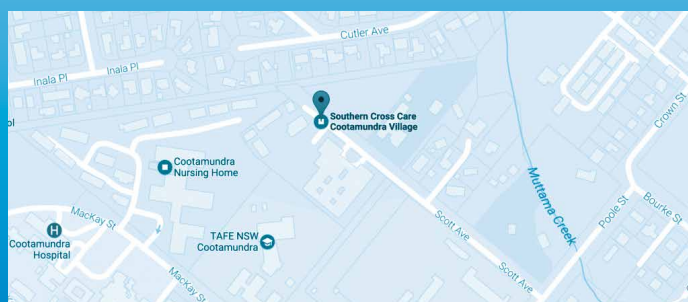 Cutler Ave
Inala Pl
Inala Pl
ol
Southern Cross Care
Cootamundra Village
Crown St
Cootamundra
Nursing Home
Muttama Creek
Bourke St
Poole St
MacKay St
Scott Ave
H
Cootamundra
Hospital
TAFE NSW
Cootamundra
Scott Ave
MacKay St